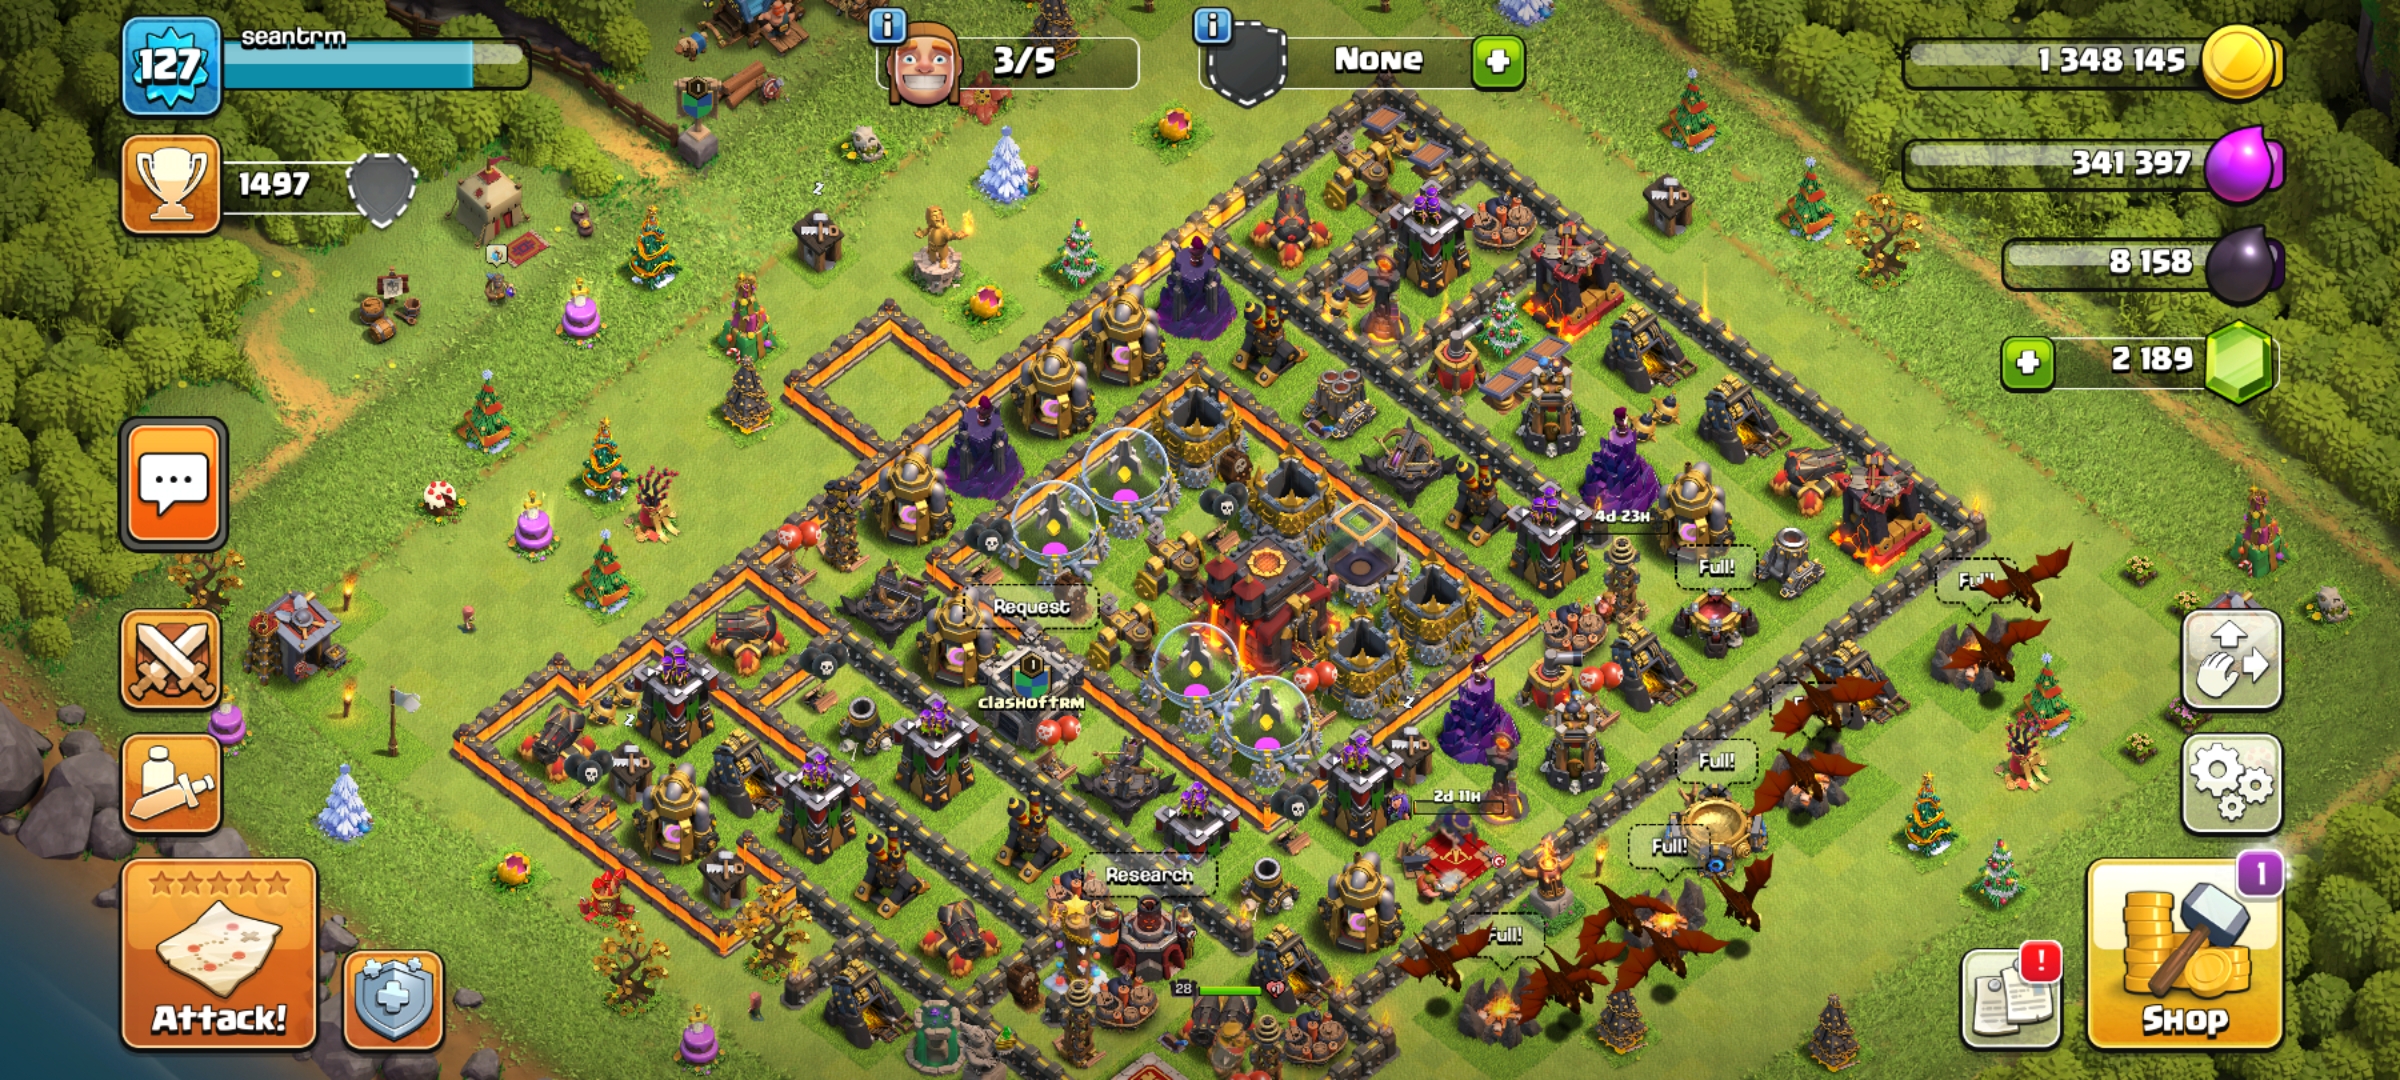 127
seantrm
3/5
None
1 348 145
1497
341 397
8 158
2 189
4d 23H
Full!
Full!
Request
clashoftRM
Full!
2d 11H
Full!
Research
Full!
28
1
Attack!
!
Shop